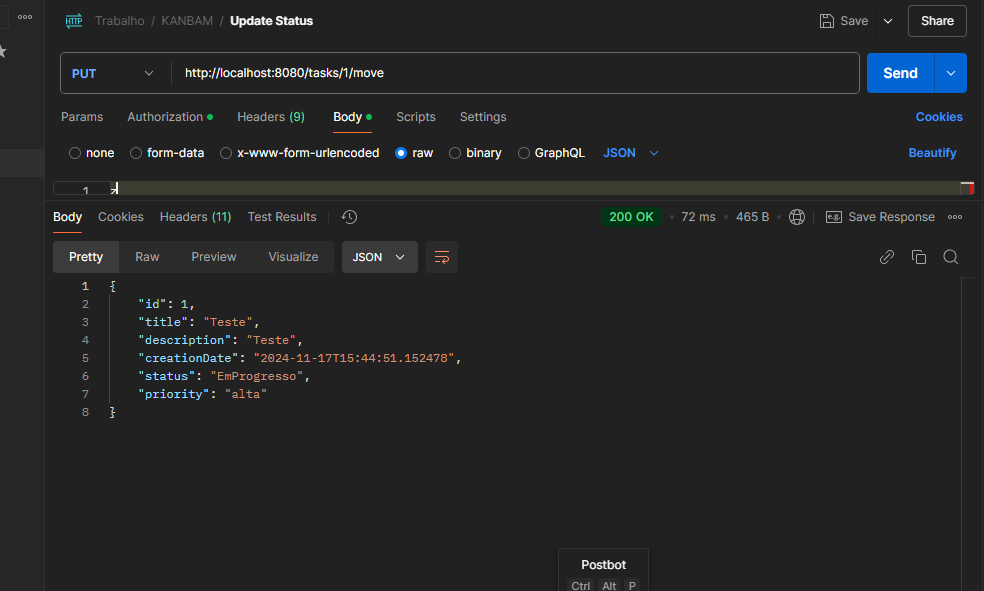 Trabalho / KANBAM / Update Status Save Share
PUT http://localhost:8080/tasks/1/move Send
Params Authorization Headers (9) Body Scripts Settings Cookies
none form-data x-www-form-urlencoded raw binary GraphQL JSON Beautify
1
Body Cookies Headers (11) Test Results 200 OK 72 ms 465 B e.g. Save Response
Pretty Raw Preview Visualize JSON
1 {
2 "id": 1,
3 "title": "Teste",
4 "description": "Teste",
5 "creationDate": "2024-11-17T15:44:51.152478",
6 "status": "EmProgresso",
7 "priority": "alta"
8 }
Postbot
Ctrl Alt P